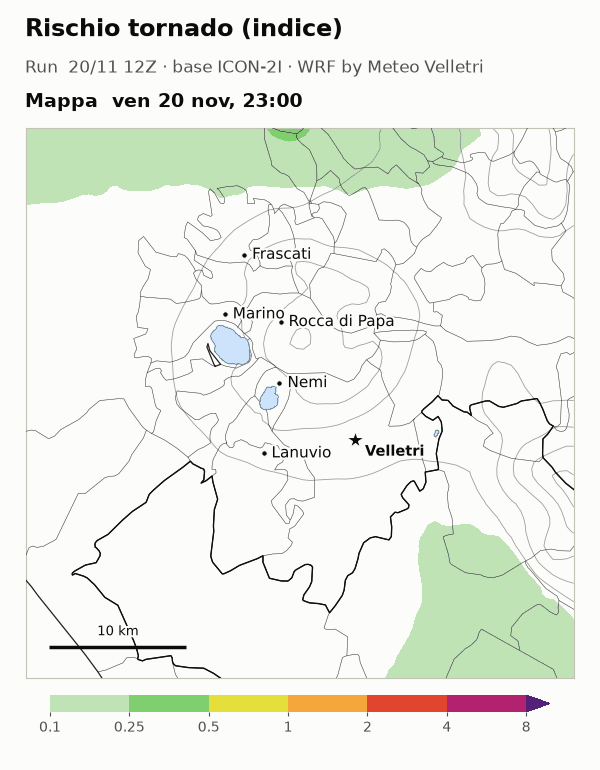 Rischio tornado (indice)
Run  20/11 12Z · base ICON-2I · WRF by Meteo Velletri
Mappa  ven 20 nov, 23:00
Frascati
Marino
Rocca di Papa
Nemi
Velletri
Lanuvio
10 km
0.1 0.25 0.5 1 2 4 8